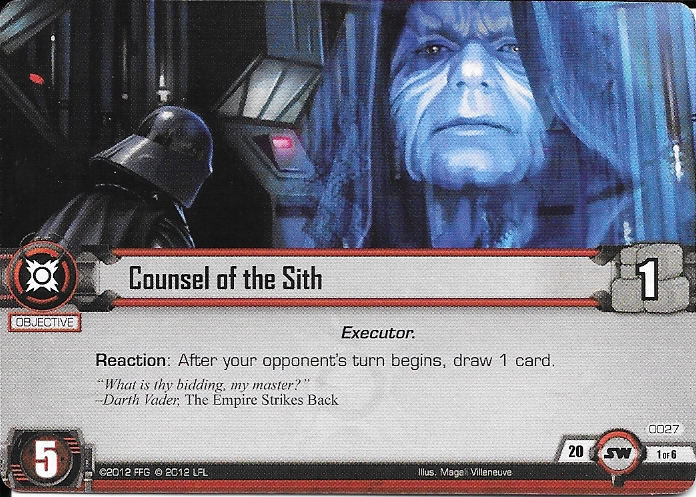 Counsel of the Sith
1
OBJECTIVE
Executor.
Reaction: After your opponent's turn begins, draw 1 card.
"What is thy bidding, my master?"
–Darth Vader, The Empire Strikes Back
0027
5
©2012 FFG © 2012 LFL
Illus. Magali Villeneuve
20
SW
1 OF 6